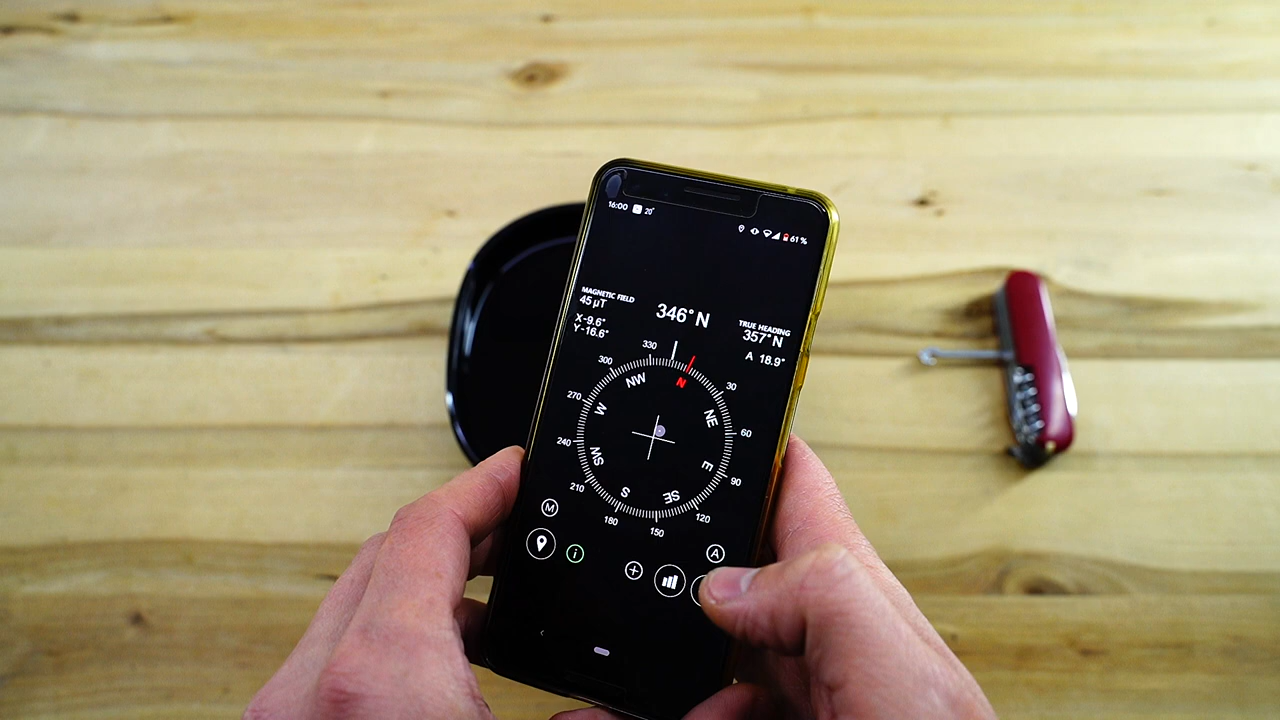 16:00 20°
61 %
MAGNETIC FIELD
45 µT
X-9.6°
Y-16.6°
346° N
TRUE HEADING
357° N
A 18.9°
330
300
30
NW
N
270
NE
W
60
240
SW
E
90
210
S
SE
180
120
150
M
A
i